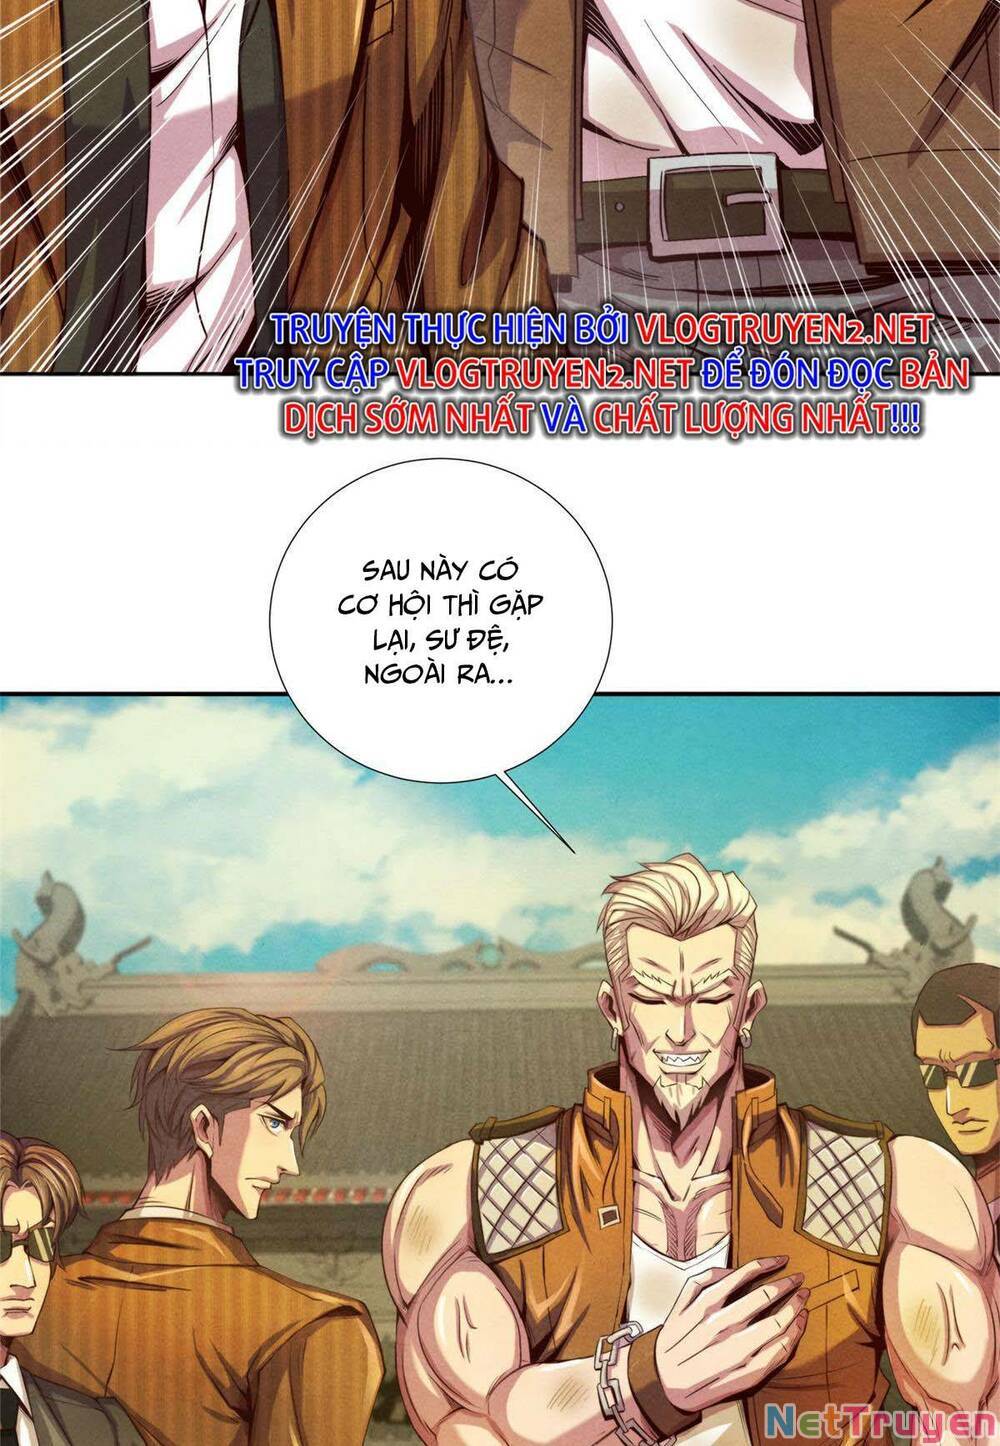 TRUYỆN THỰC HIỆN BỞI VLOGTRUYEN2.NET
TRUY CẬP VLOGTRUYEN2.NET ĐỂ ĐÓN ĐỌC BẢN
DỊCH SỚM NHẤT VÀ CHẤT LƯỢNG NHẤT!!!
SAU NÀY CÓ
CƠ HỘI THÌ GẶP
LẠI, SƯ ĐỆ,
NGOÀI RA...
NetTruyen